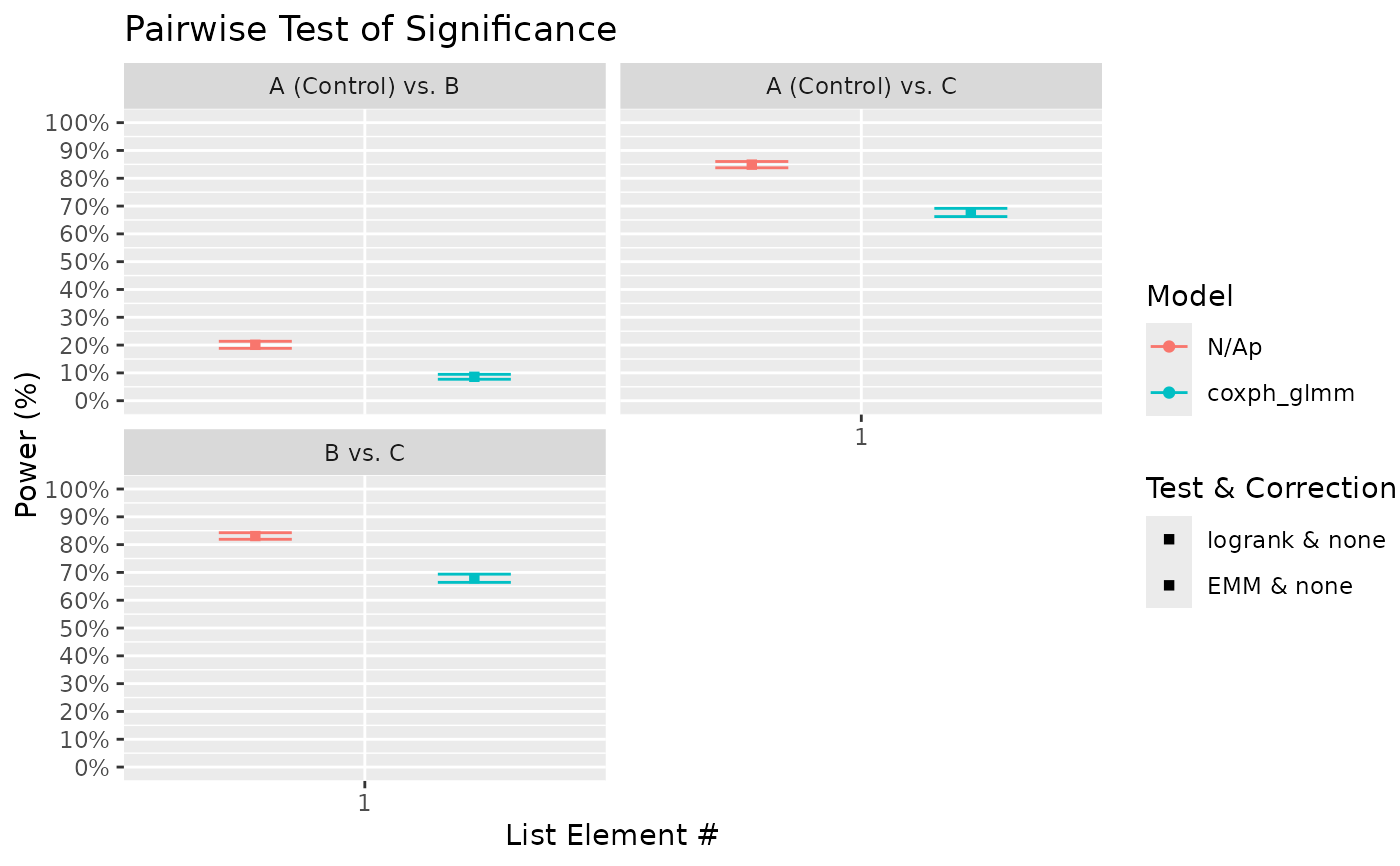 Pairwise Test of Significance
A (Control) vs. B
A (Control) vs. C
100%
90%
80%
70%
60%
50%
40%
30%
20%
10%
0%
1
B vs. C
100%
90%
80%
70%
60%
50%
40%
30%
20%
10%
0%
1
Power (%)
List Element #
Model
N/Ap
coxph_glmm
Test & Correction
logrank & none
EMM & none